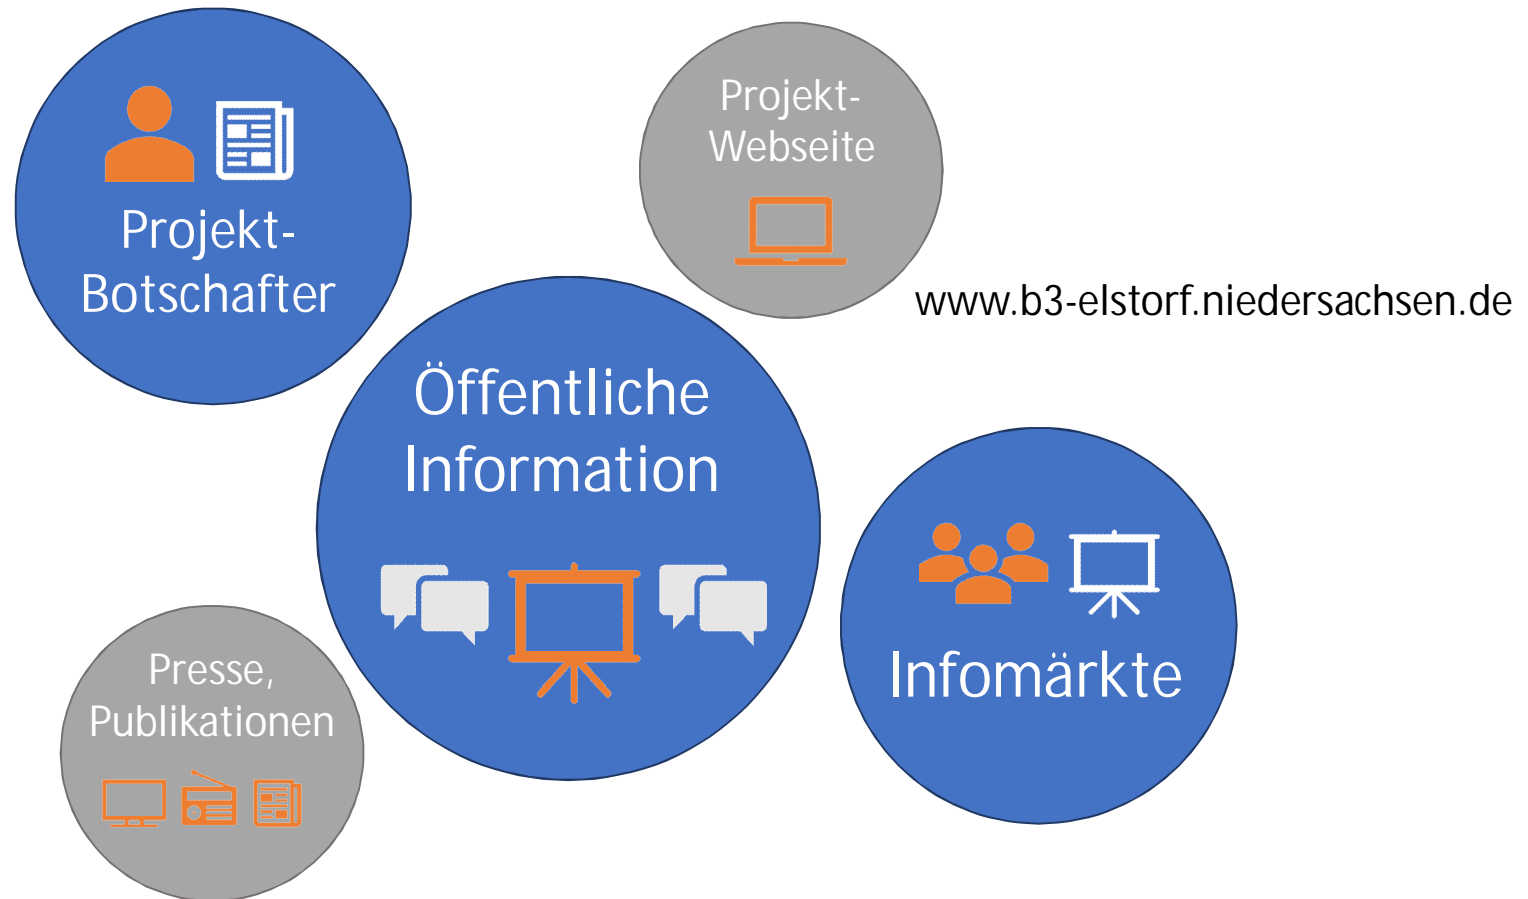 Projekt-
Botschafter
Projekt-
Webseite
www.b3-elstorf.niedersachsen.de
Öffentliche
Information
Infomärkte
Presse,
Publikationen